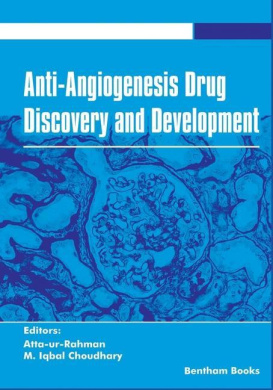 Anti-Angiogenesis Drug
Discovery and Development
Editors:
Atta-ur-Rahman
M. Iqbal Choudhary
Bentham Books